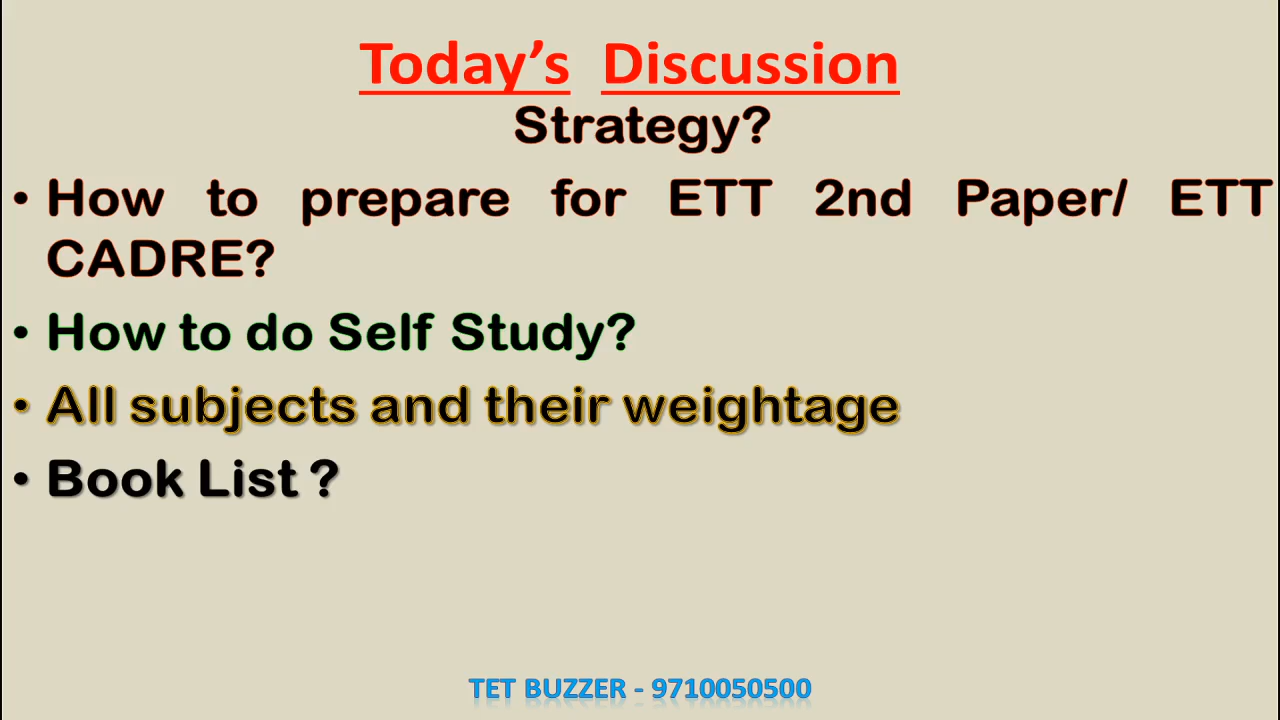 Today’s Discussion
Strategy?
• How to prepare for ETT 2nd Paper/ ETT
CADRE?
• How to do Self Study?
• All subjects and their weightage
• Book List ?
TET BUZZER - 9710050500